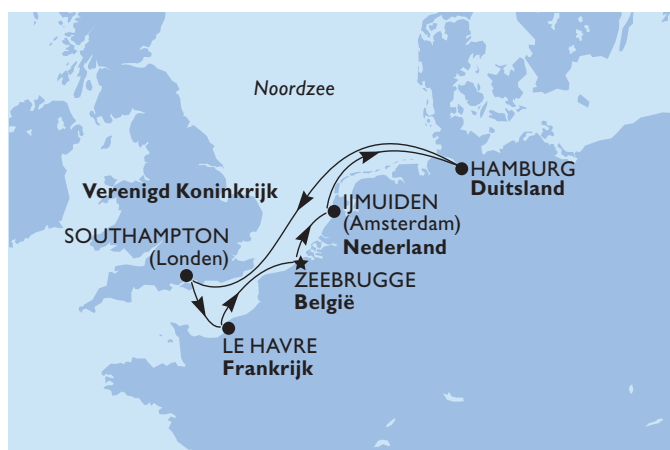 Noordzee
HAMBURG
Duitsland
Verenigd Koninkrijk
IJMUIDEN
(Amsterdam)
Nederland
SOUTHAMPTON
(Londen)
ZEEBRUGGE
België
LE HAVRE
Frankrijk